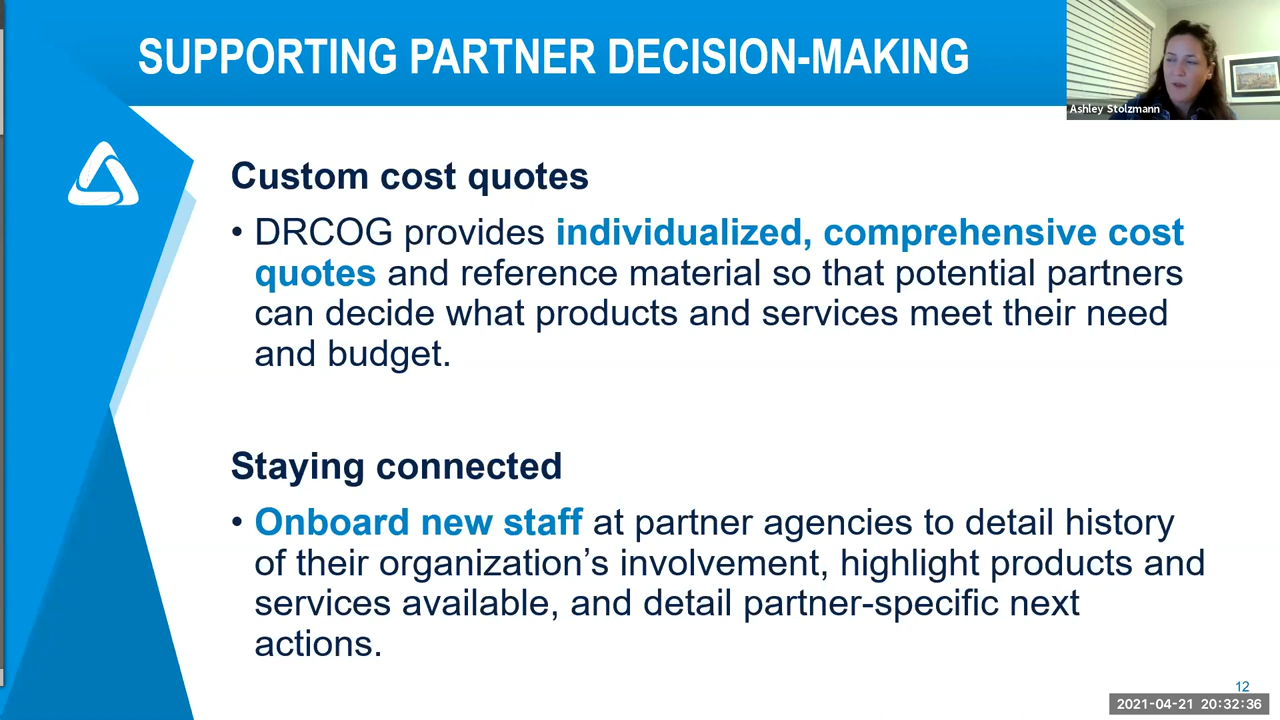 SUPPORTING PARTNER DECISION-MAKING
Ashley Stolzmann
Custom cost quotes
• DRCOG provides individualized, comprehensive cost
quotes and reference material so that potential partners
can decide what products and services meet their need
and budget.
Staying connected
• Onboard new staff at partner agencies to detail history
of their organization’s involvement, highlight products and
services available, and detail partner-specific next
actions.
12
2021-04-21 20:32:36